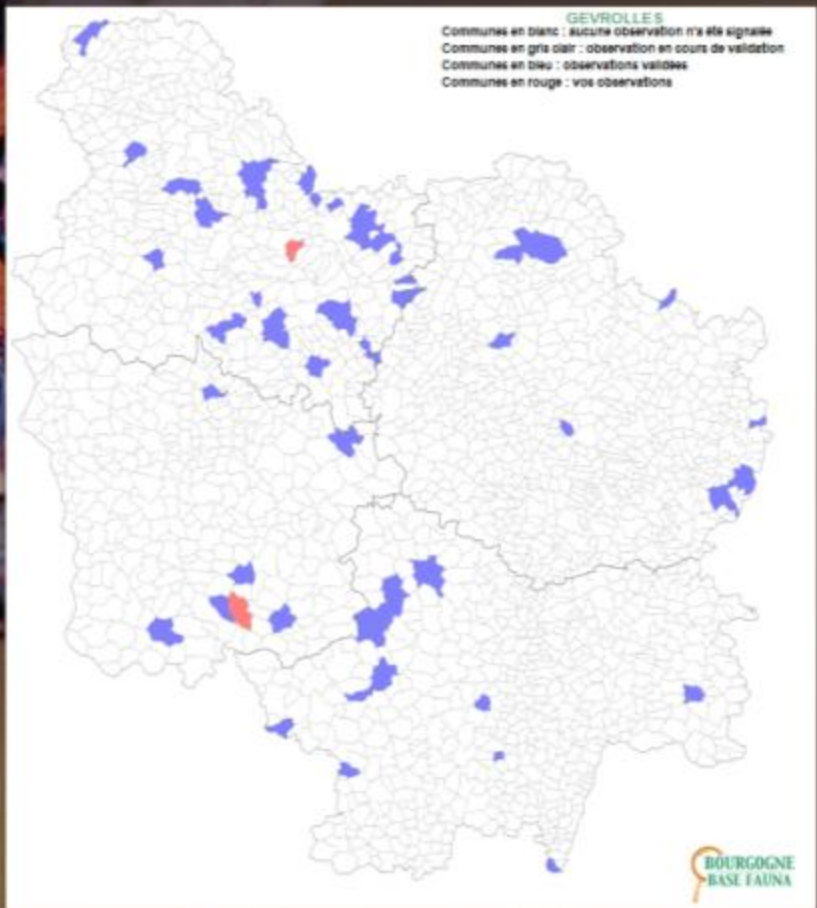 GEVROLLES
Communes en blanc : aucune observation n'a été signalée
Communes en gris clair : observation en cours de validation
Communes en bleu : observations validées
Communes en rouge : vos observations
BOURGOGNE
BASE FAUNA